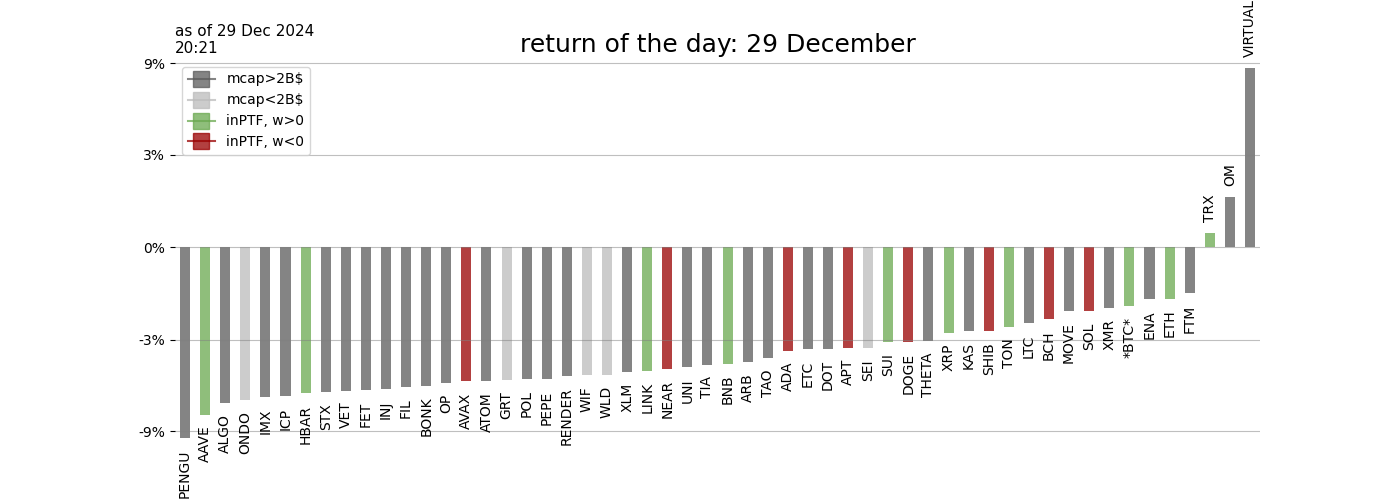 as of 29 Dec 2024
20:21
return of the day: 29 December
9%
3%
0%
-3%
-9%
mcap>2B$
mcap<2B$
inPTF, w>0
inPTF, w<0
PENGU
AAVE
ALGO
ONDO
IMX
ICP
HBAR
STX
VET
FET
INJ
FIL
BONK
OP
AVAX
ATOM
GRT
POL
PEPE
RENDER
WIF
WLD
XLM
LINK
NEAR
UNI
TIA
BNB
ARB
TAO
ADA
ETC
DOT
APT
SEI
SUI
DOGE
THETA
XRP
KAS
SHIB
TON
LTC
BCH
MOVE
SOL
XMR
*BTC*
ENA
ETH
FTM
TRX
OM
VIRTUAL